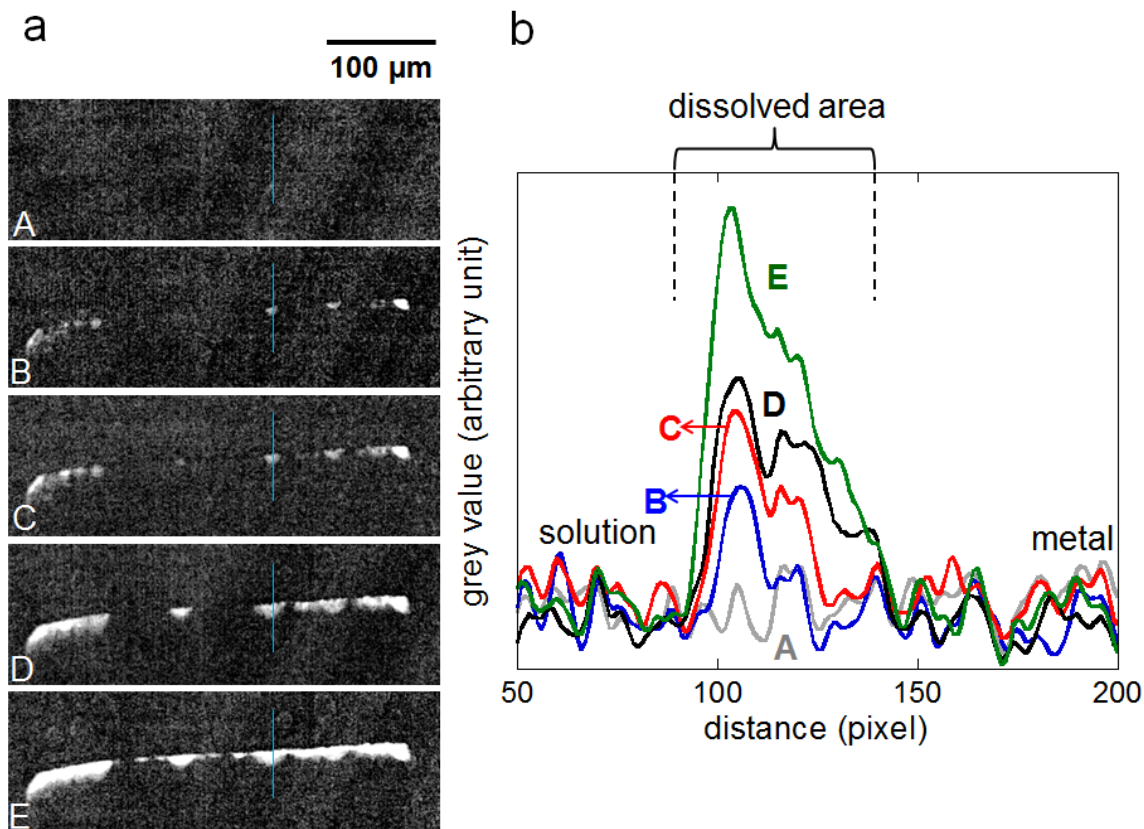 a
100 µm
A
B
C
D
E
b
dissolved area
E
D
C
B
A
solution
metal
grey value (arbitrary unit)
50
100
150
200
distance (pixel)